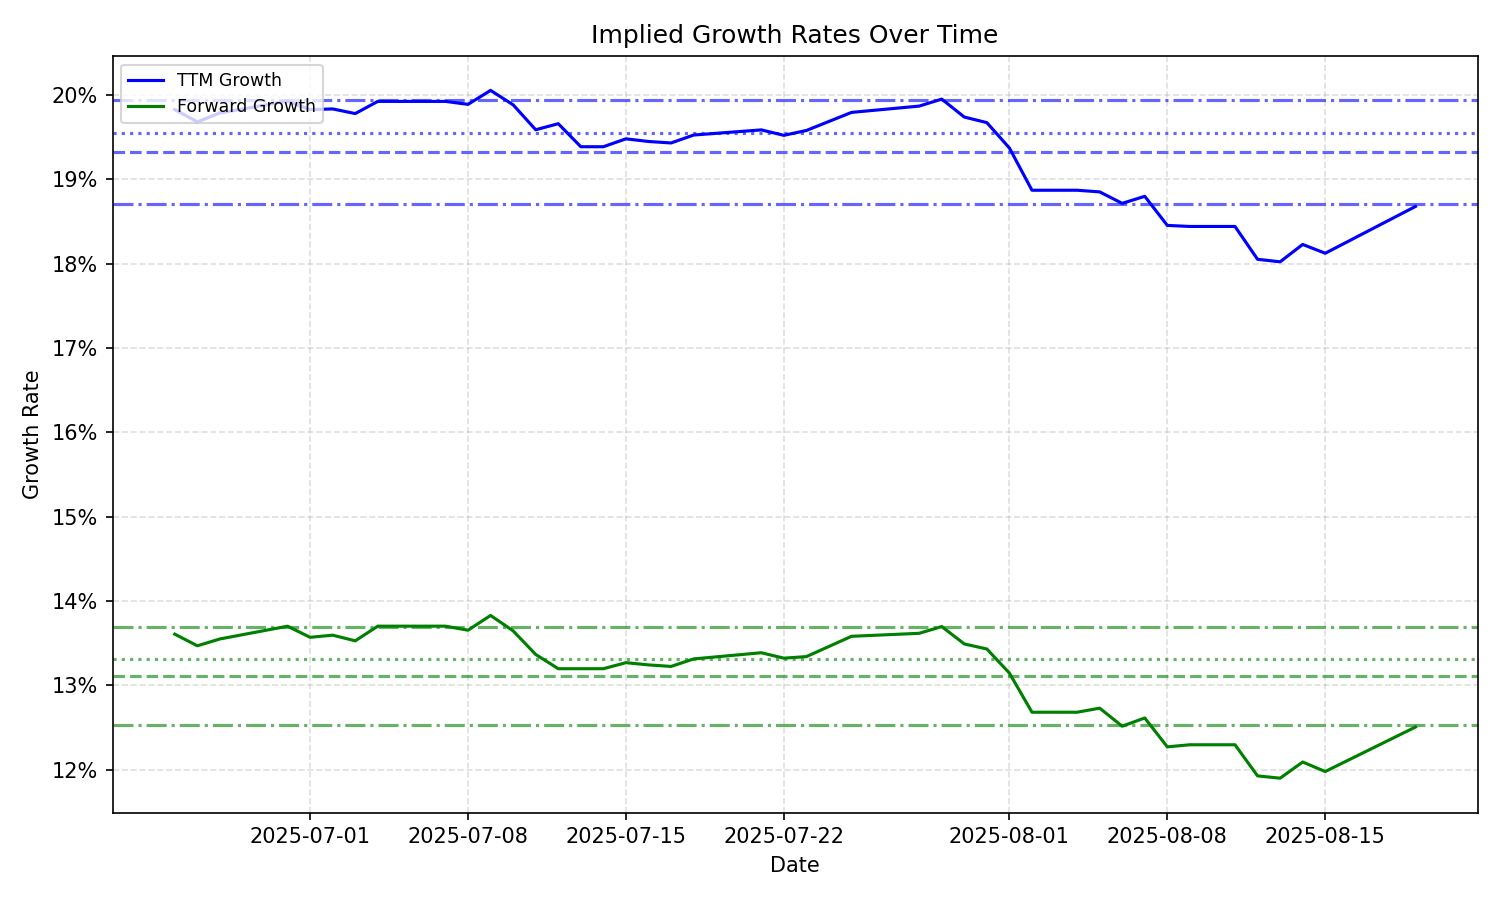 Implied Growth Rates Over Time
TTM Growth
Forward Growth
20%
19%
18%
17%
16%
15%
14%
13%
12%
Growth Rate
2025-07-01 2025-07-08 2025-07-15 2025-07-22 2025-08-01 2025-08-08 2025-08-15
Date